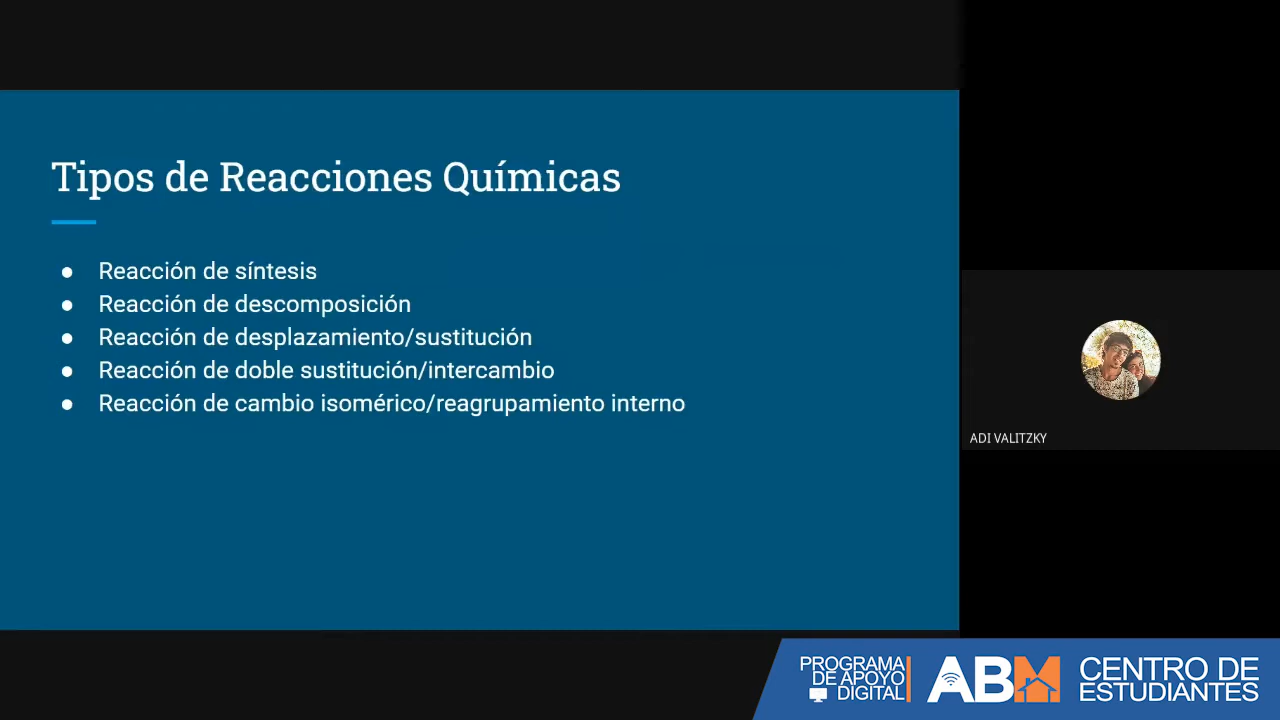 Tipos de Reacciones Químicas
● Reacción de síntesis
● Reacción de descomposición
● Reacción de desplazamiento/sustitución
● Reacción de doble sustitución/intercambio
● Reacción de cambio isomérico/reagrupamiento interno
ADI VALITZKY
PROGRAMA
DE APOYO
DIGITAL
ABM
CENTRO DE
ESTUDIANTES